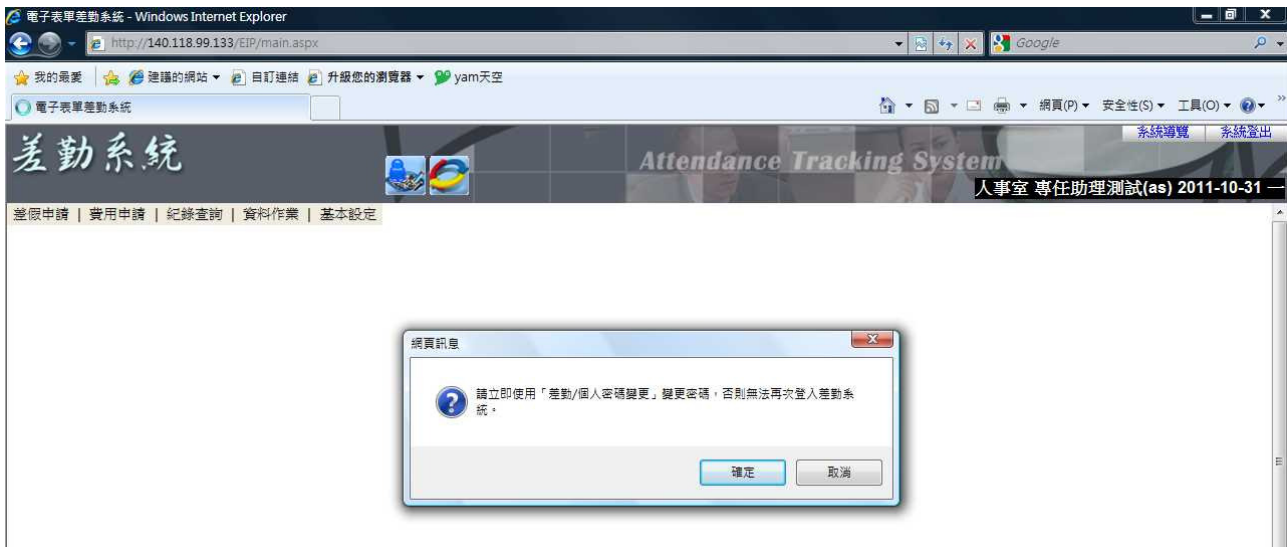 電子表單差勤系統 - Windows Internet Explorer
http://140.118.99.133/EIP/main.aspx
Google
我的最愛 建議的網站 自訂連結 升級您的瀏覽器 yam天空
電子表單差勤系統
網頁(P) 安全性(S) 工具(O)
差勤系統
Attendance Tracking System
系統導覽 系統登出
人事室 專任助理測試(as) 2011-10-31 一
差假申請 | 費用申請 | 紀錄查詢 | 資料作業 | 基本設定
網頁訊息
請立即使用「差勤/個人密碼變更」變更密碼,否則無法再次登入差勤系
統。
確定 取消